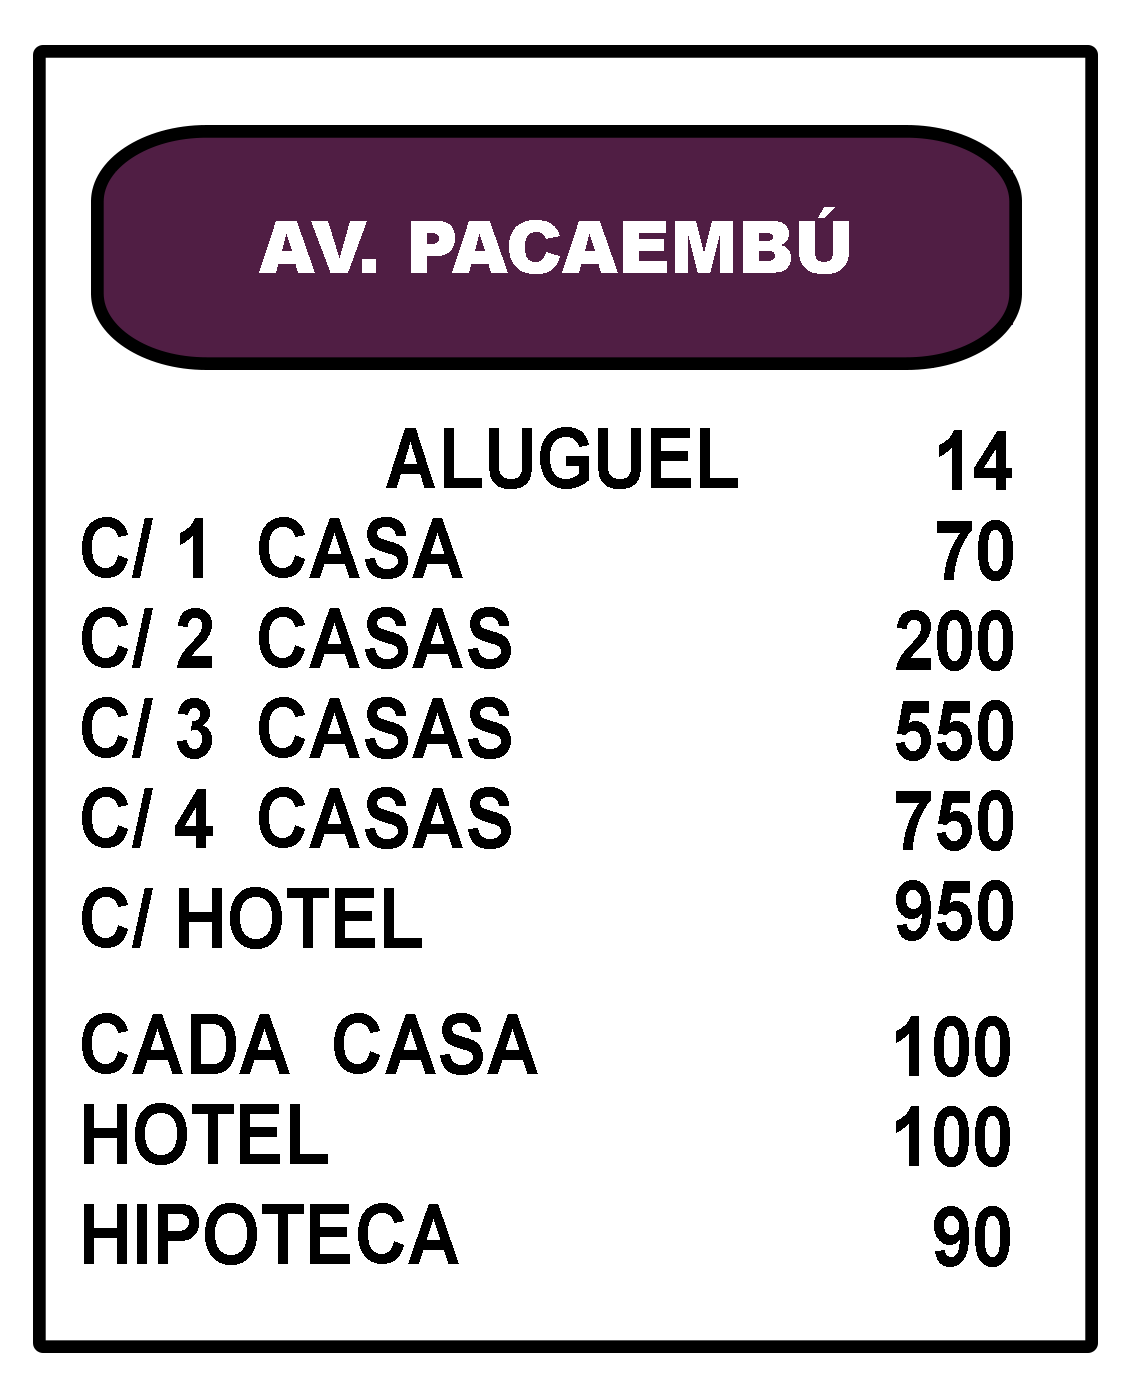 AV. PACAEMBÚ
ALUGUEL 14
C/ 1 CASA 70
C/ 2 CASAS 200
C/ 3 CASAS 550
C/ 4 CASAS 750
C/ HOTEL 950
CADA CASA 100
HOTEL 100
HIPOTECA 90